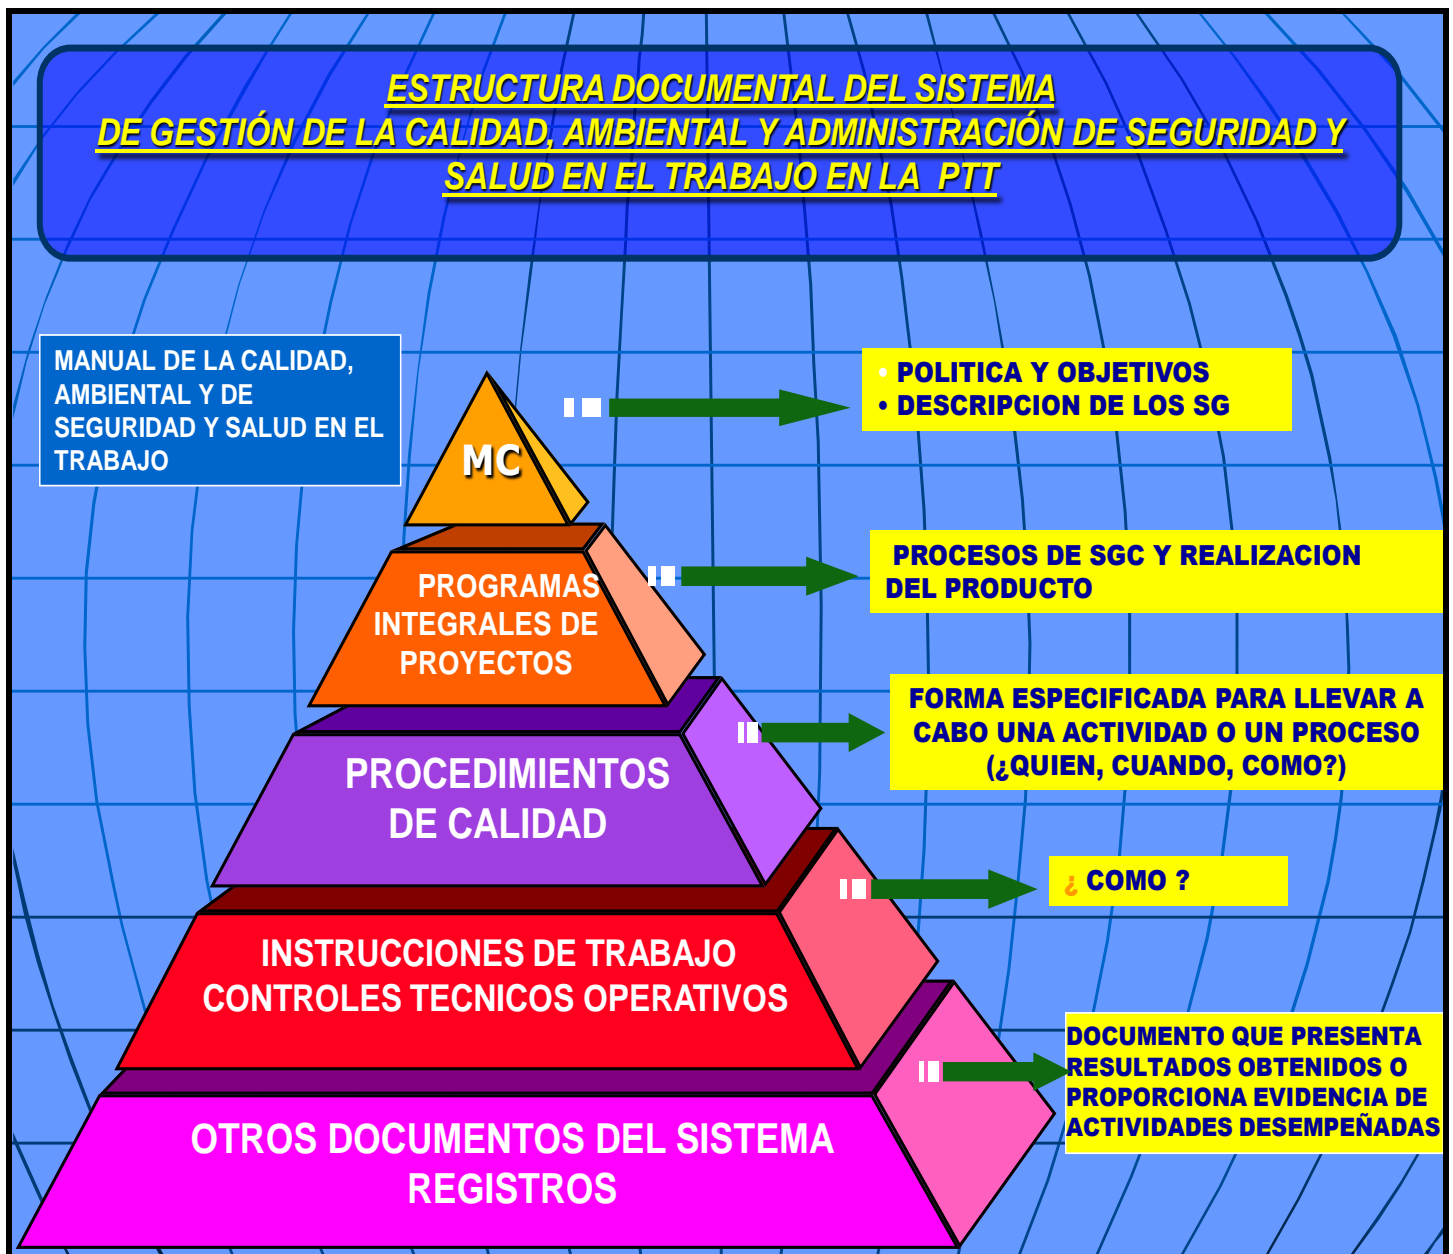 ESTRUCTURA DOCUMENTAL DEL SISTEMA
DE GESTIÓN DE LA CALIDAD, AMBIENTAL Y ADMINISTRACIÓN DE SEGURIDAD Y
SALUD EN EL TRABAJO EN LA PTT
MANUAL DE LA CALIDAD,
AMBIENTAL Y DE
SEGURIDAD Y SALUD EN EL
TRABAJO
MC
• POLITICA Y OBJETIVOS
• DESCRIPCION DE LOS SG
PROGRAMAS
INTEGRALES DE
PROYECTOS
PROCESOS DE SGC Y REALIZACION
DEL PRODUCTO
PROCEDIMIENTOS
DE CALIDAD
FORMA ESPECIFICADA PARA LLEVAR A
CABO UNA ACTIVIDAD O UN PROCESO
(¿QUIEN, CUANDO, COMO?)
INSTRUCCIONES DE TRABAJO
CONTROLES TECNICOS OPERATIVOS
¿ COMO ?
OTROS DOCUMENTOS DEL SISTEMA
REGISTROS
DOCUMENTO QUE PRESENTA
RESULTADOS OBTENIDOS O
PROPORCIONA EVIDENCIA DE
ACTIVIDADES DESEMPEÑADAS